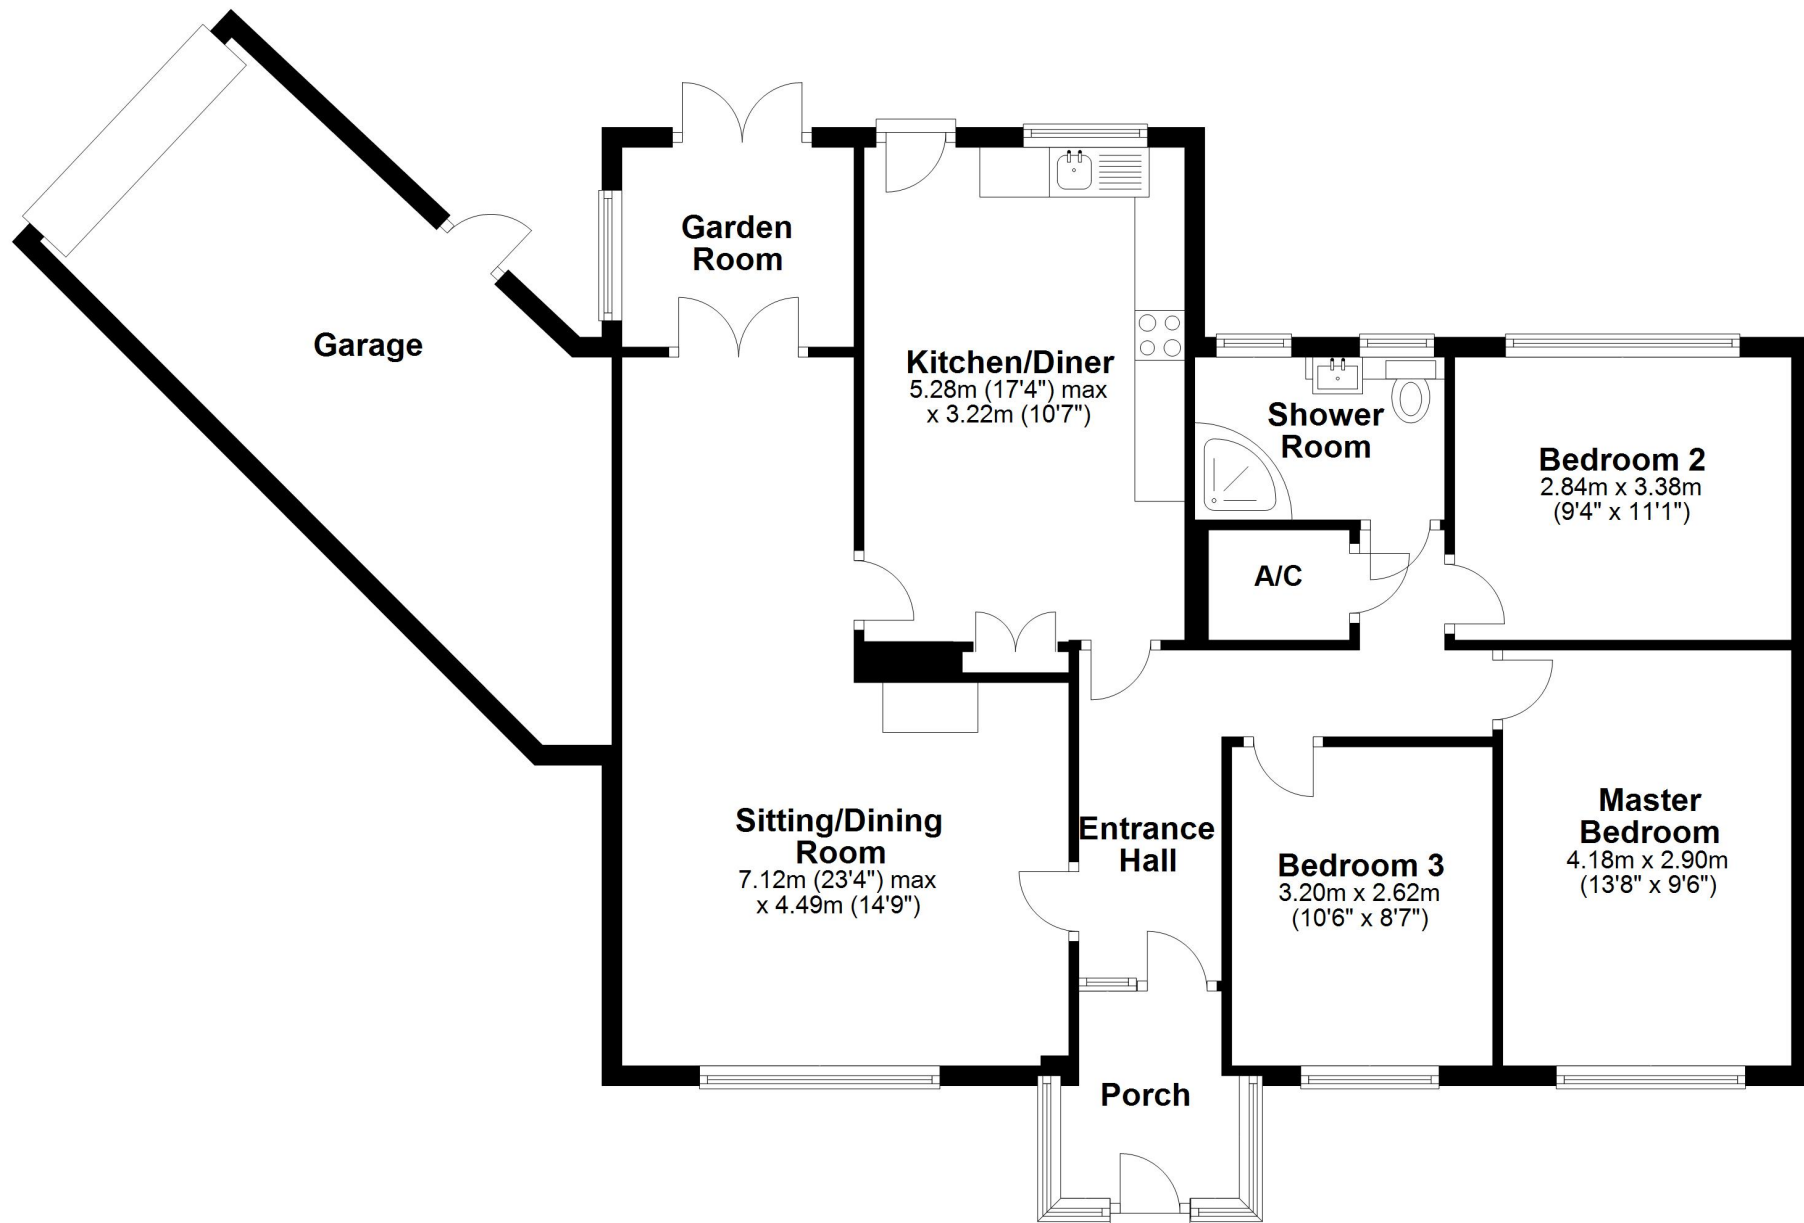 Garden
Room
Garage
Kitchen/Diner
5.28m (17'4") max
x 3.22m (10'7")
Shower
Room
Bedroom 2
2.84m x 3.38m
(9'4" x 11'1")
A/C
Sitting/Dining
Room
7.12m (23'4") max
x 4.49m (14'9")
Entrance
Hall
Bedroom 3
3.20m x 2.62m
(10'6" x 8'7")
Master
Bedroom
4.18m x 2.90m
(13'8" x 9'6")
Porch